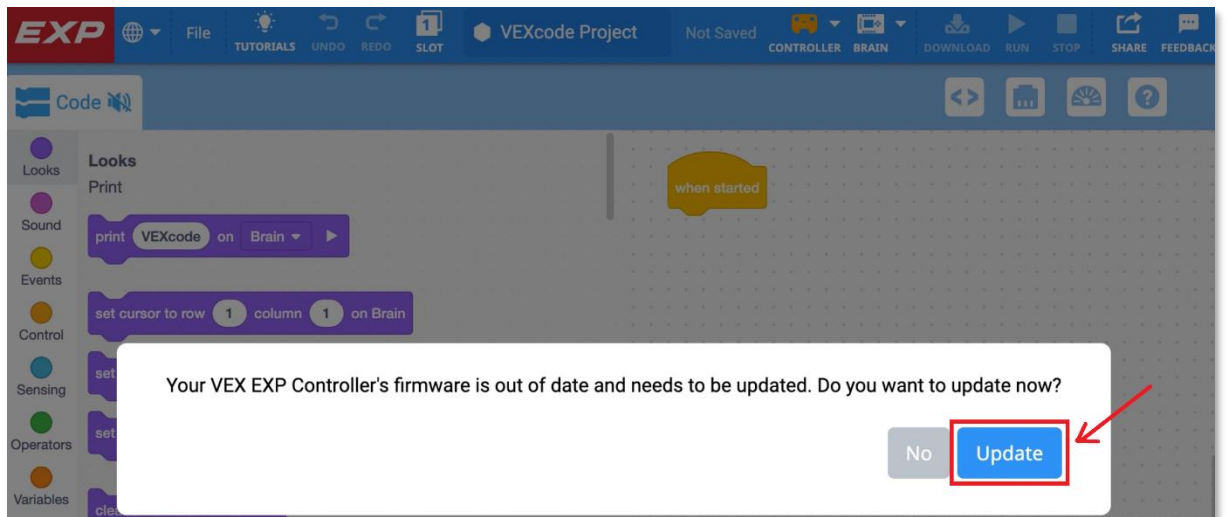 EXP
File
TUTORIALS
UNDO
REDO
1
SLOT
VEXcode Project
Not Saved
CONTROLLER
BRAIN
DOWNLOAD
RUN
STOP
SHARE
FEEDBACK
Code
<>
?
Looks
Sound
Events
Control
Sensing
Operators
Variables
Looks
Print
print VEXcode on Brain
set cursor to row 1 column 1 on Brain
set
set
when started
Your VEX EXP Controller's firmware is out of date and needs to be updated. Do you want to update now?
No
Update